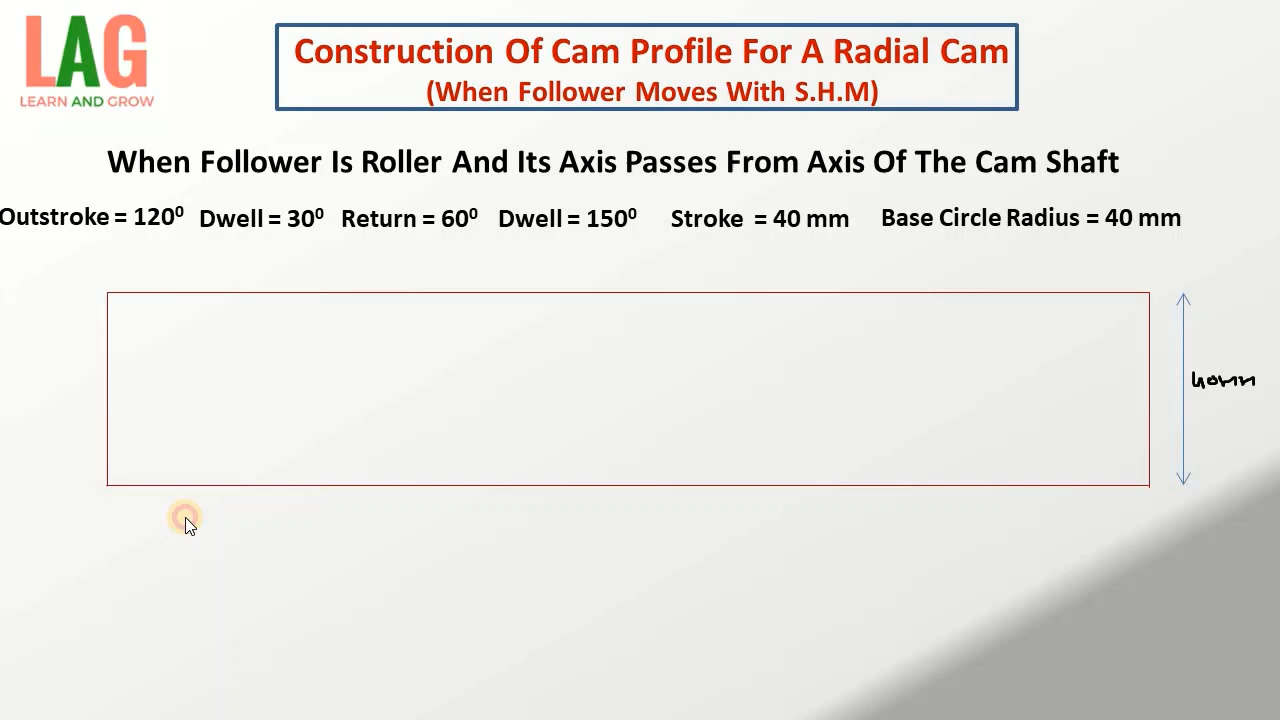 LAG
LEARN AND GROW
Construction Of Cam Profile For A Radial Cam
(When Follower Moves With S.H.M)
When Follower Is Roller And Its Axis Passes From Axis Of The Cam Shaft
Outstroke = 120⁰ Dwell = 30⁰ Return = 60⁰ Dwell = 150⁰ Stroke = 40 mm Base Circle Radius = 40 mm
40mm